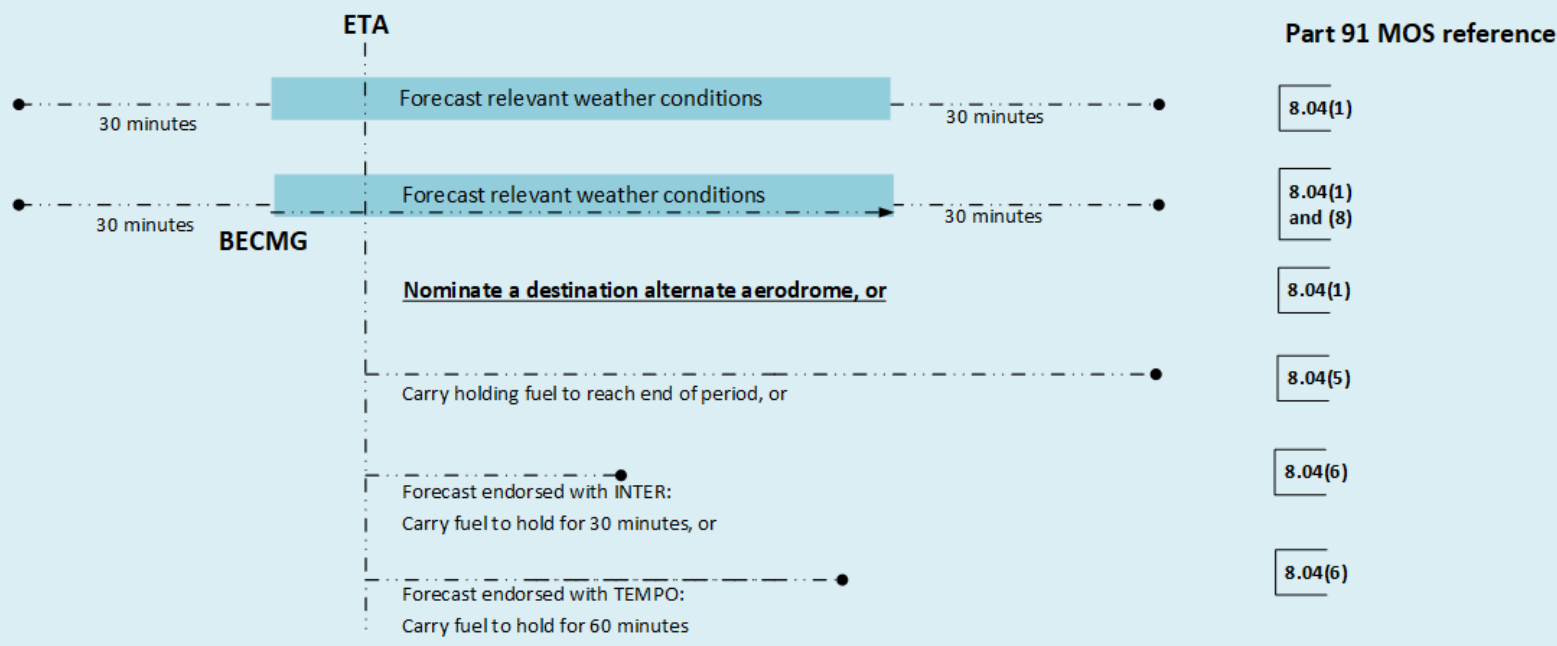 ETA
Part 91 MOS reference
Forecast relevant weather conditions
30 minutes
30 minutes
8.04(1)
Forecast relevant weather conditions
30 minutes
30 minutes
BECMG
8.04(1)
and (8)
Nominate a destination alternate aerodrome, or
8.04(1)
Carry holding fuel to reach end of period, or
8.04(5)
Forecast endorsed with INTER:
Carry fuel to hold for 30 minutes, or
8.04(6)
Forecast endorsed with TEMPO:
Carry fuel to hold for 60 minutes
8.04(6)